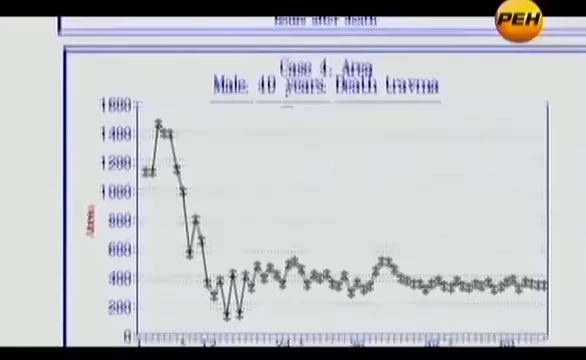 Hours after death
РЕН
Case 4. Area
Male. 40 years. Death travma
1600
1400
1200
1000
800
600
400
200
0